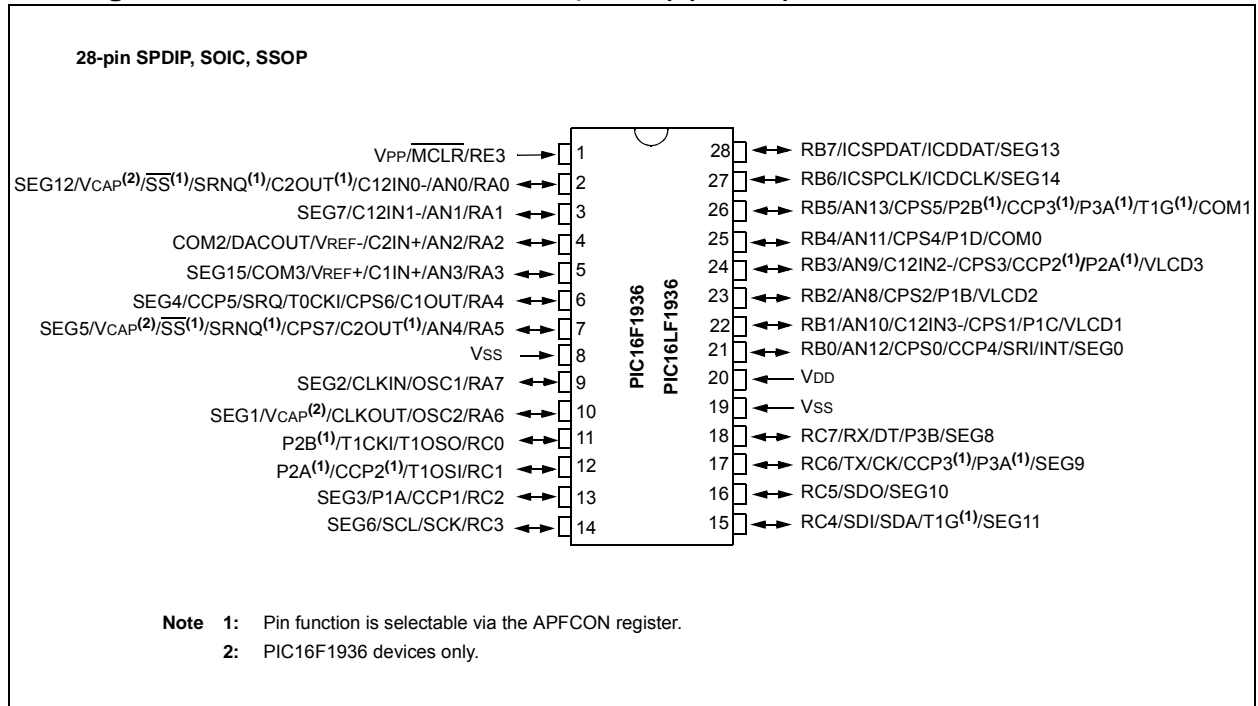 28-pin SPDIP, SOIC, SSOP
VPP/MCLR/RE3
SEG12/VCAP(2)/SS(1)/SRNQ(1)/C2OUT(1)/C12IN0-/AN0/RA0
SEG7/C12IN1-/AN1/RA1
COM2/DACOUT/VREF-/C2IN+/AN2/RA2
SEG15/COM3/VREF+/C1IN+/AN3/RA3
SEG4/CCP5/SRQ/T0CKI/CPS6/C1OUT/RA4
SEG5/VCAP(2)/SS(1)/SRNQ(1)/CPS7/C2OUT(1)/AN4/RA5
VSS
SEG2/CLKIN/OSC1/RA7
SEG1/VCAP(2)/CLKOUT/OSC2/RA6
P2B(1)/T1CKI/T1OSO/RC0
P2A(1)/CCP2(1)/T1OSI/RC1
SEG3/P1A/CCP1/RC2
SEG6/SCL/SCK/RC3
1
2
3
4
5
6
7
8
9
10
11
12
13
14
PIC16F1936
PIC16LF1936
28
27
26
25
24
23
22
21
20
19
18
17
16
15
RB7/ICSPDAT/ICDDAT/SEG13
RB6/ICSPCLK/ICDCLK/SEG14
RB5/AN13/CPS5/P2B(1)/CCP3(1)/P3A(1)/T1G(1)/COM1
RB4/AN11/CPS4/P1D/COM0
RB3/AN9/C12IN2-/CPS3/CCP2(1)/P2A(1)/VLCD3
RB2/AN8/CPS2/P1B/VLCD2
RB1/AN10/C12IN3-/CPS1/P1C/VLCD1
RB0/AN12/CPS0/CCP4/SRI/INT/SEG0
VDD
VSS
RC7/RX/DT/P3B/SEG8
RC6/TX/CK/CCP3(1)/P3A(1)/SEG9
RC5/SDO/SEG10
RC4/SDI/SDA/T1G(1)/SEG11
Note 1: Pin function is selectable via the APFCON register.
2: PIC16F1936 devices only.